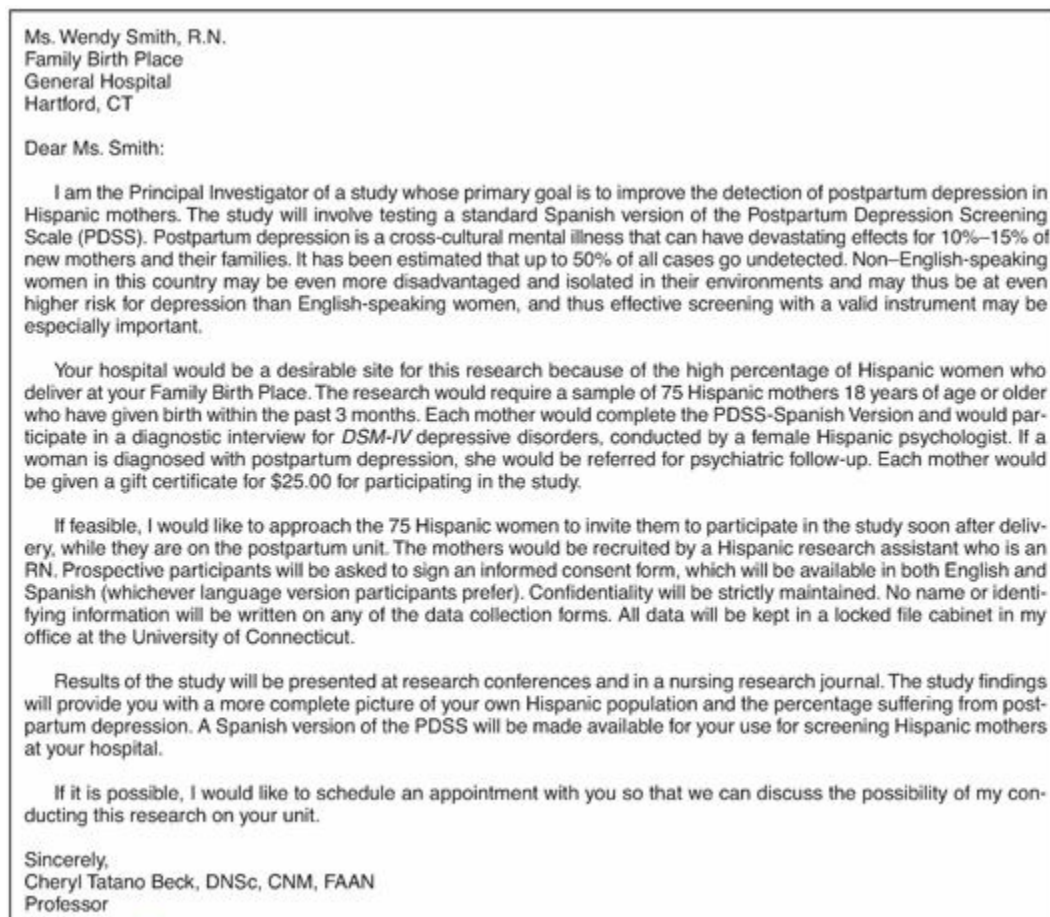 Ms. Wendy Smith, R.N.
Family Birth Place
General Hospital
Hartford, CT
Dear Ms. Smith:
I am the Principal Investigator of a study whose primary goal is to improve the detection of postpartum depression in
Hispanic mothers. The study will involve testing a standard Spanish version of the Postpartum Depression Screening
Scale (PDSS). Postpartum depression is a cross-cultural mental illness that can have devastating effects for 10%–15% of
new mothers and their families. It has been estimated that up to 50% of all cases go undetected. Non–English-speaking
women in this country may be even more disadvantaged and isolated in their environments and may thus be at even
higher risk for depression than English-speaking women, and thus effective screening with a valid instrument may be
especially important.
Your hospital would be a desirable site for this research because of the high percentage of Hispanic women who
deliver at your Family Birth Place. The research would require a sample of 75 Hispanic mothers 18 years of age or older
who have given birth within the past 3 months. Each mother would complete the PDSS-Spanish Version and would par-
ticipate in a diagnostic interview for DSM-IV depressive disorders, conducted by a female Hispanic psychologist. If a
woman is diagnosed with postpartum depression, she would be referred for psychiatric follow-up. Each mother would
be given a gift certificate for $25.00 for participating in the study.
If feasible, I would like to approach the 75 Hispanic women to invite them to participate in the study soon after deliv-
ery, while they are on the postpartum unit. The mothers would be recruited by a Hispanic research assistant who is an
RN. Prospective participants will be asked to sign an informed consent form, which will be available in both English and
Spanish (whichever language version participants prefer). Confidentiality will be strictly maintained. No name or identi-
fying information will be written on any of the data collection forms. All data will be kept in a locked file cabinet in my
office at the University of Connecticut.
Results of the study will be presented at research conferences and in a nursing research journal. The study findings
will provide you with a more complete picture of your own Hispanic population and the percentage suffering from post-
partum depression. A Spanish version of the PDSS will be made available for your use for screening Hispanic mothers
at your hospital.
If it is possible, I would like to schedule an appointment with you so that we can discuss the possibility of my con-
ducting this research on your unit.
Sincerely,
Cheryl Tatano Beck, DNSc, CNM, FAAN
Professor